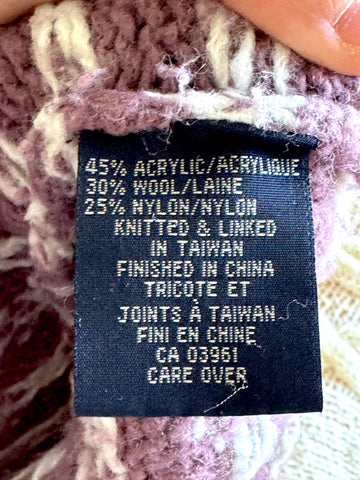 45% ACRYLIC/ACRYLIQUE
30% WOOL/LAINE
25% NYLON/NYLON
KNITTED & LINKED
IN TAIWAN
FINISHED IN CHINA
TRICOTE ET
JOINTS À TAIWAN
FINI EN CHINE
CA 03961
CARE OVER